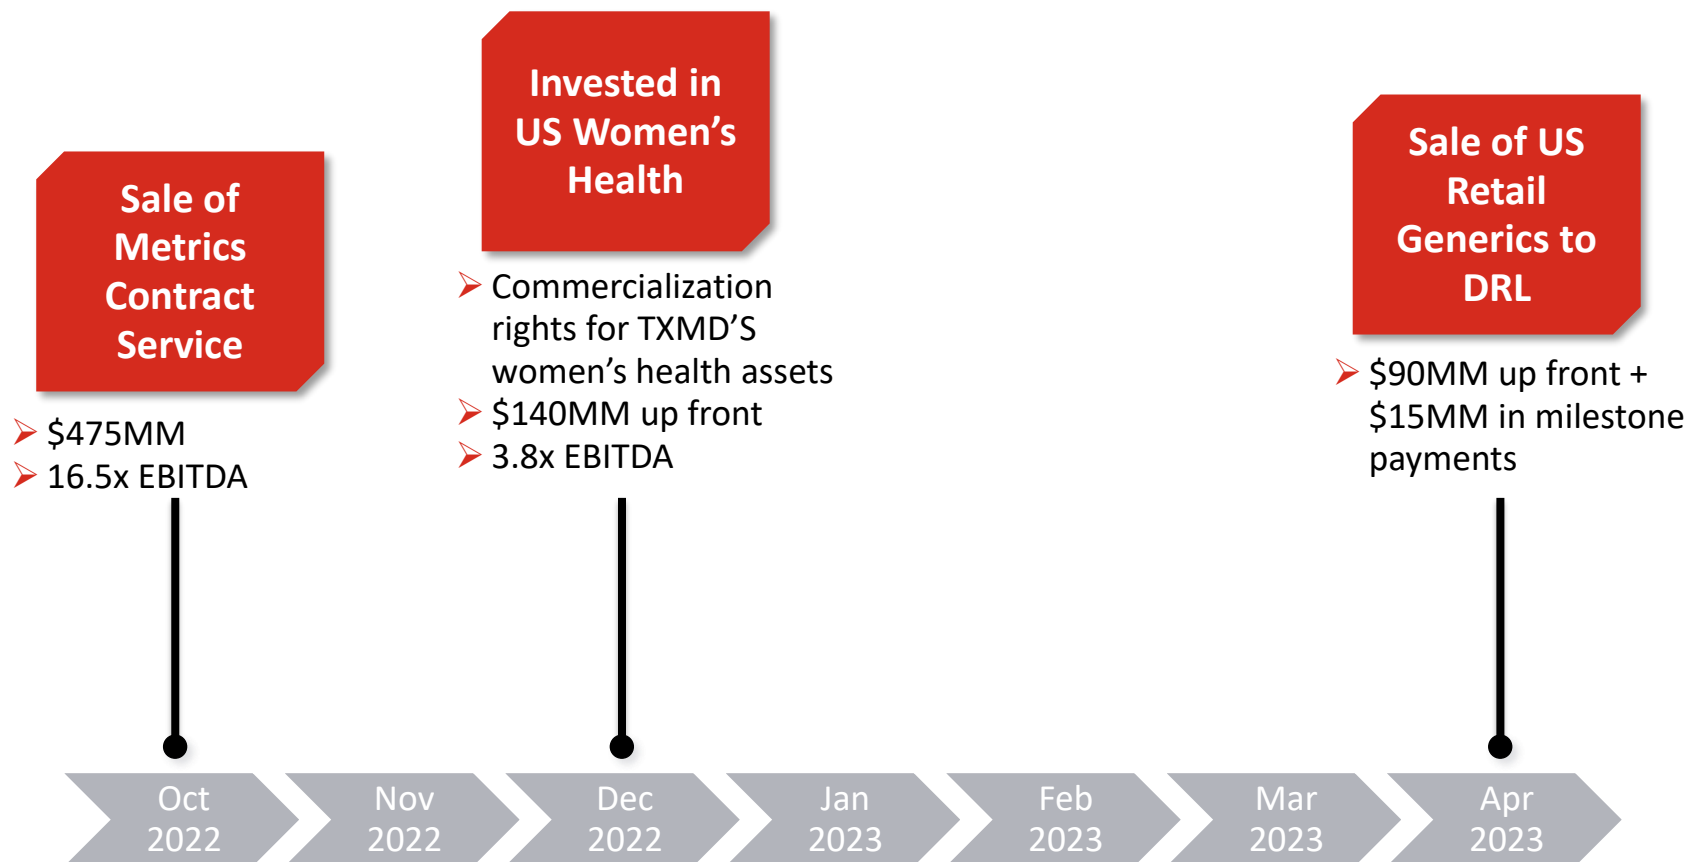 Sale of
Metrics
Contract
Service
$475MM
16.5x EBITDA
Invested in
US Women’s
Health
Commercialization
rights for TXMD’S
women’s health assets
$140MM up front
3.8x EBITDA
Sale of US
Retail
Generics to
DRL
$90MM up front +
$15MM in milestone
payments
Oct
2022
Nov
2022
Dec
2022
Jan
2023
Feb
2023
Mar
2023
Apr
2023